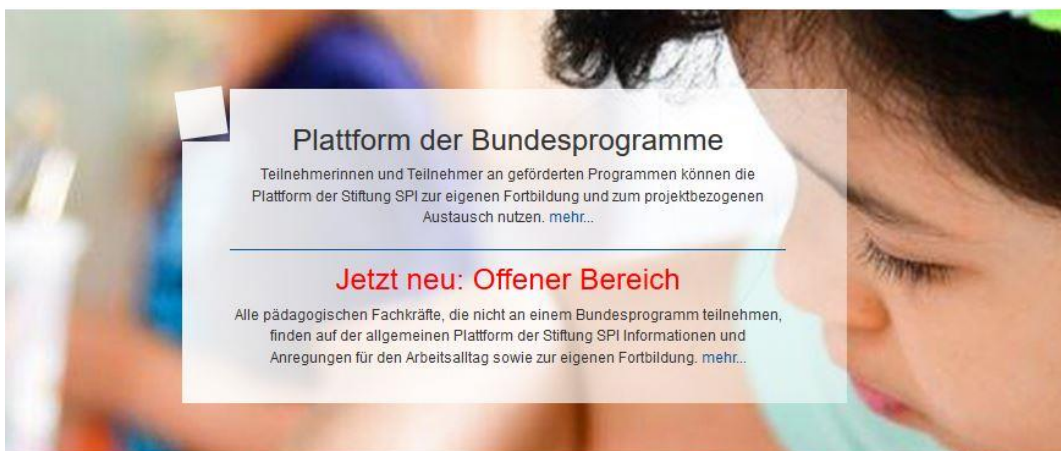 Plattform der Bundesprogramme
Teilnehmerinnen und Teilnehmer an geförderten Programmen können die
Plattform der Stiftung SPI zur eigenen Fortbildung und zum projektbezogenen
Austausch nutzen. mehr...
Jetzt neu: Offener Bereich
Alle pädagogischen Fachkräfte, die nicht an einem Bundesprogramm teilnehmen,
finden auf der allgemeinen Plattform der Stiftung SPI Informationen und
Anregungen für den Arbeitsalltag sowie zur eigenen Fortbildung. mehr...